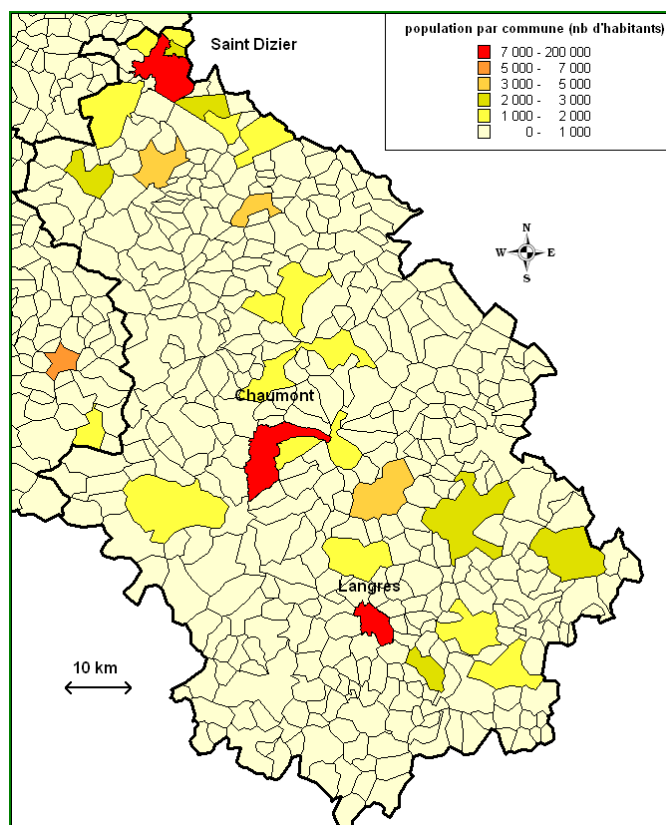 Saint Dizier
population par commune (nb d'habitants)
7 000 - 200 000
5 000 - 7 000
3 000 - 5 000
2 000 - 3 000
1 000 - 2 000
0 - 1 000
N
W E
S
Chaumont
Langres
10 km